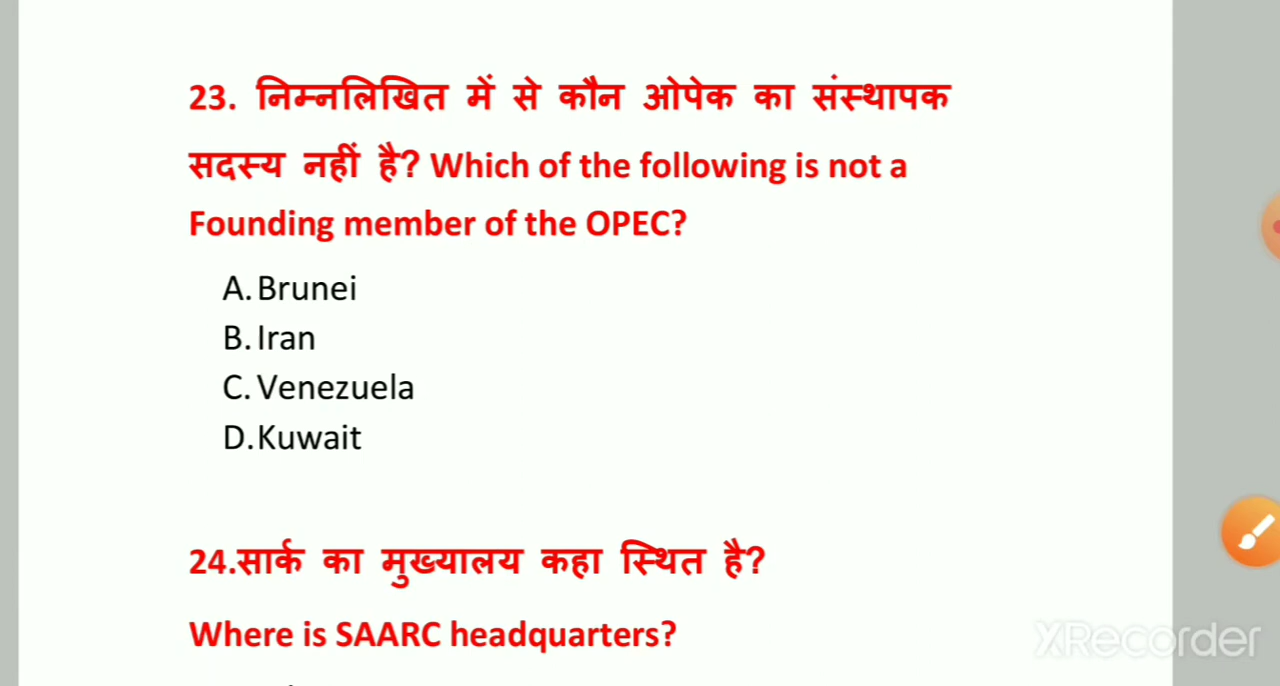 23. निम्नलिखित में से कौन ओपेक का संस्थापक
सदस्य नहीं है? Which of the following is not a
Founding member of the OPEC?
A. Brunei
B. Iran
C. Venezuela
D. Kuwait
24.सार्क का मुख्यालय कहा स्थित है?
Where is SAARC headquarters?
XRecorder